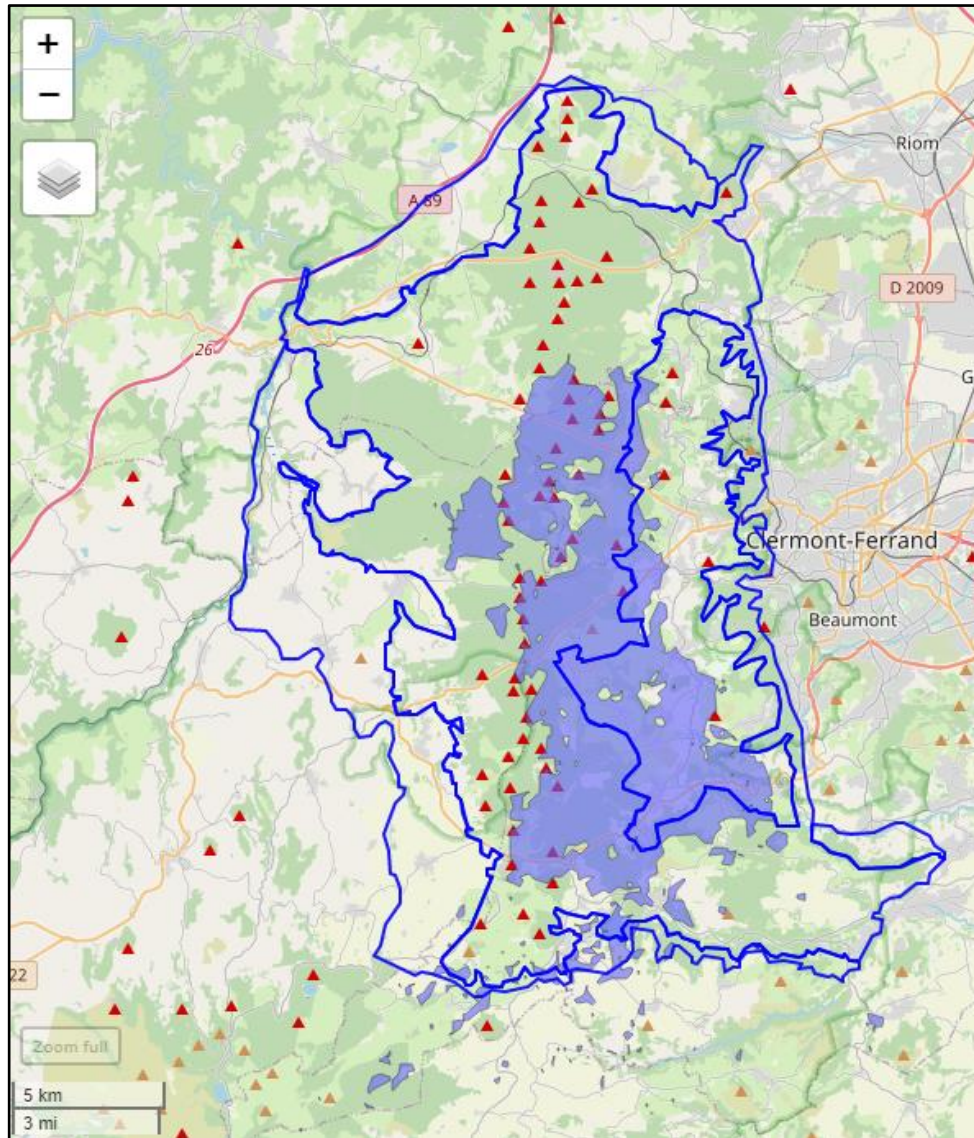 +
Riom
−
A 89
D 2009
26
G
Clermont-Ferrand
Beaumont
22
Zoom full
5 km
3 mi